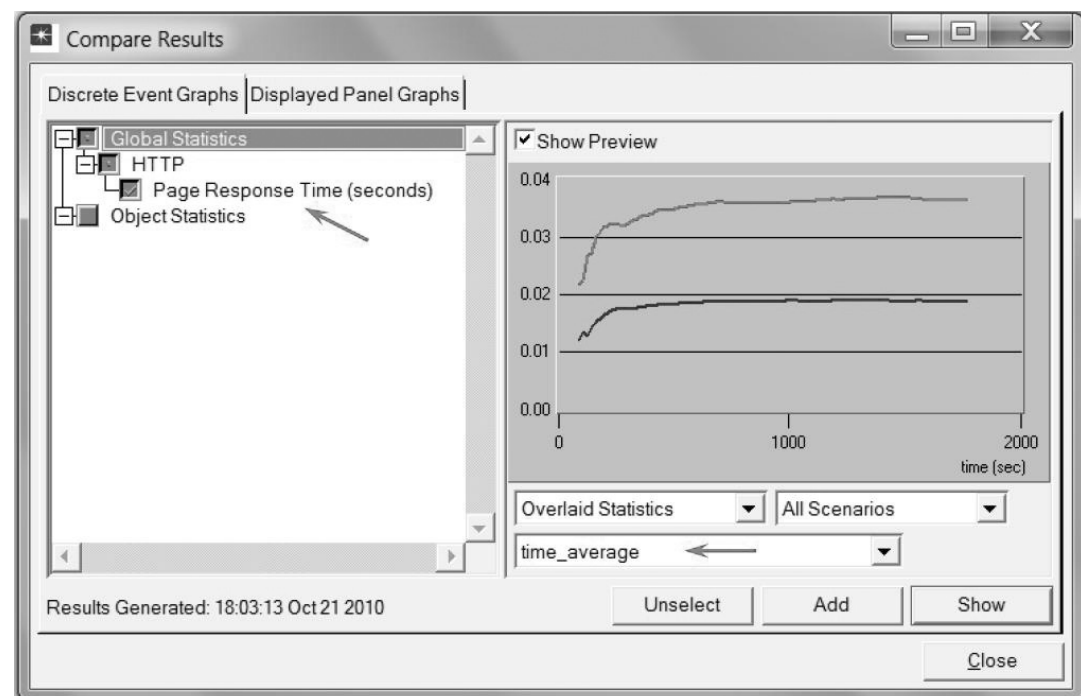 Compare Results
Discrete Event Graphs Displayed Panel Graphs
Global Statistics
HTTP
Page Response Time (seconds)
Object Statistics
Show Preview
0.04
0.03
0.02
0.01
0.00
0 1000 2000
time (sec)
Overlaid Statistics All Scenarios
time_average
Results Generated: 18:03:13 Oct 21 2010 Unselect Add Show
Close